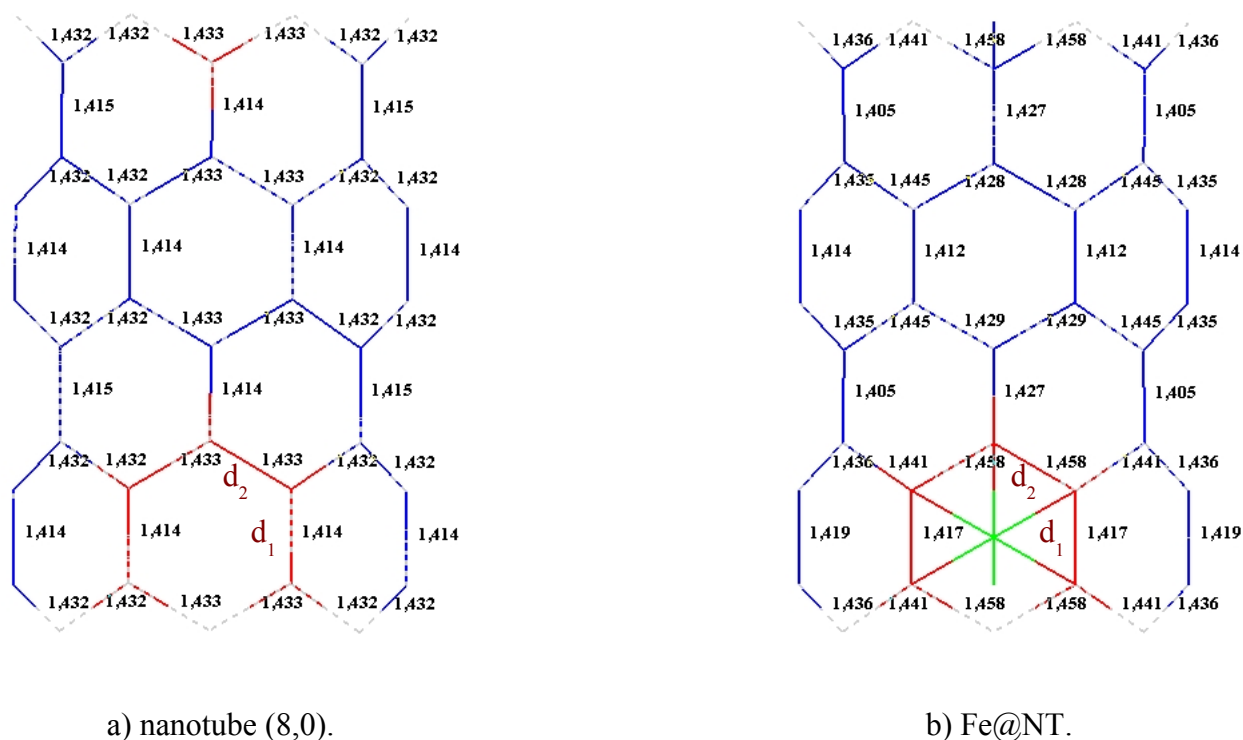 1,432 1,432 1,433 1,433 1,432 1,432
1,415 1,414 1,415
1,432 1,432 1,433 1,433 1,432 1,432
1,414 1,414 1,414 1,414
1,432 1,432 1,433 1,433 1,432 1,432
1,415 1,414 1,415
1,432 1,432 1,433 1,433 1,432 1,432
d2
1,414 1,414 d1 1,414 1,414
1,432 1,432 1,433 1,433 1,432 1,432
a) nanotube (8,0).
1,436 1,441 1,458 1,458 1,441 1,436
1,405 1,427 1,405
1,435 1,445 1,428 1,428 1,445 1,435
1,414 1,412 1,412 1,414
1,435 1,445 1,429 1,429 1,445 1,435
1,405 1,427 1,405
1,436 1,441 1,458 1,458 1,441 1,436
d2
1,419 1,417 d1 1,417 1,419
1,436 1,441 1,458 1,458 1,441 1,436
b) Fe@NT.